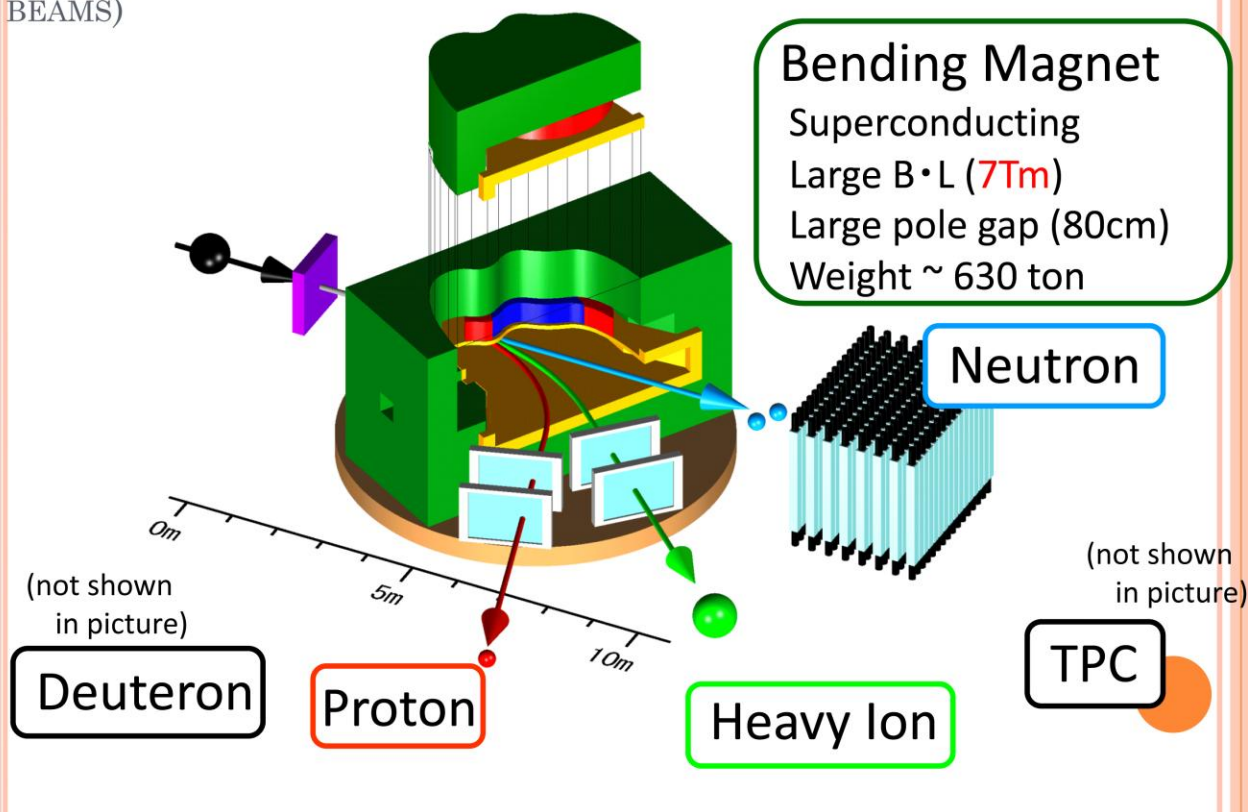 BEAMS)
Bending Magnet
Superconducting
Large B・L (7Tm)
Large pole gap (80cm)
Weight ~ 630 ton
Neutron
0m
5m
10m
(not shown
in picture)
Deuteron
Proton
Heavy Ion
(not shown
in picture)
TPC